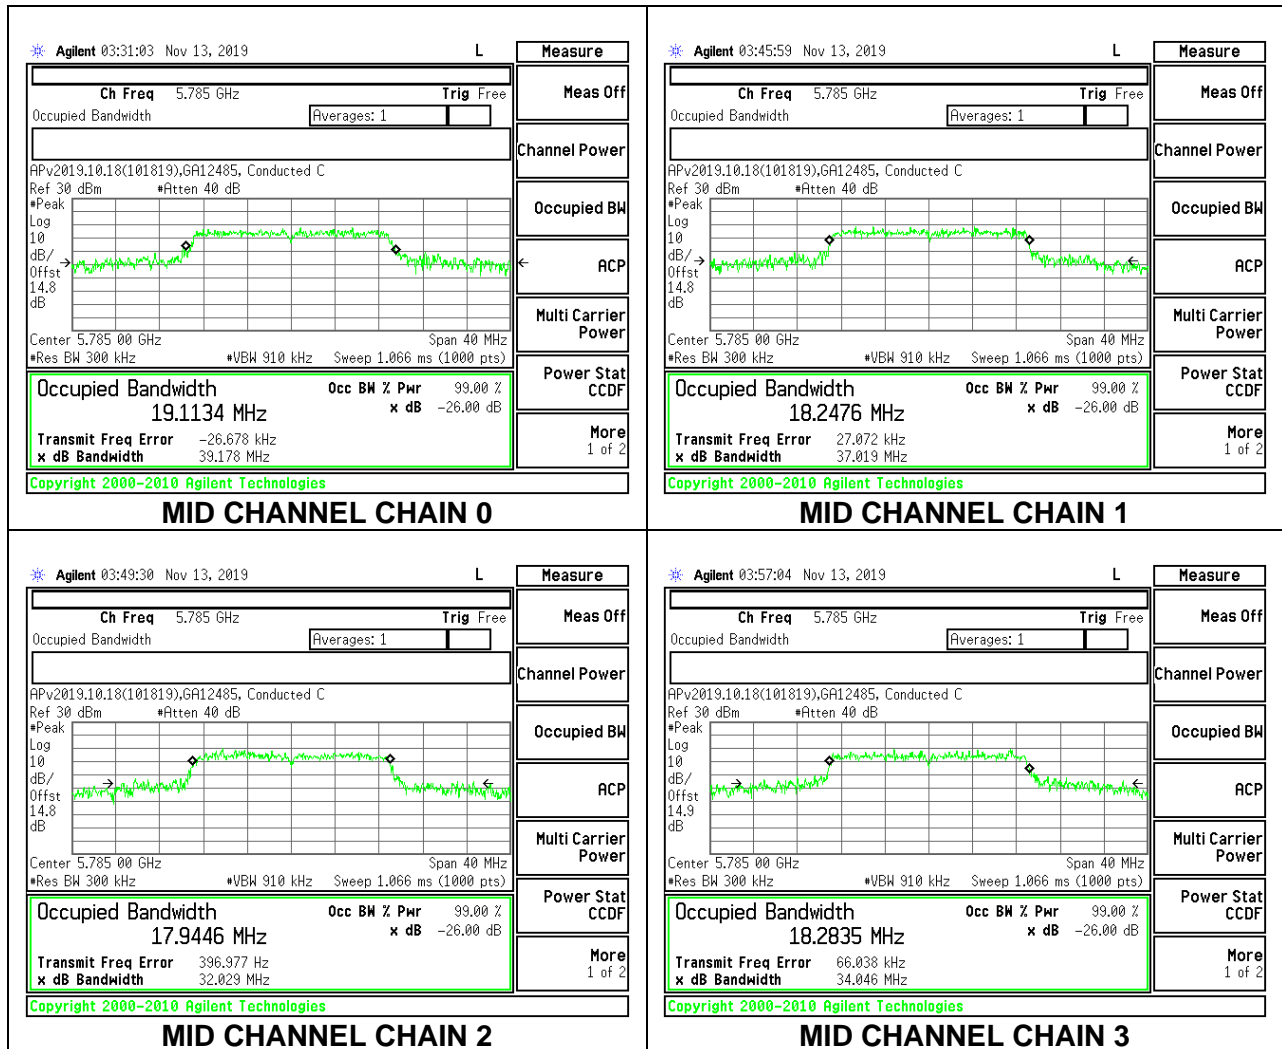 Agilent 03:31:03 Nov 13, 2019 L Measure
Ch Freq 5.785 GHz Trig Free Meas Off
Occupied Bandwidth Averages: 1
Channel Power
APv2019.10.18(101819),GA12485, Conducted C
Ref 30 dBm #Atten 40 dB
#Peak Occupied BW
Log
10
dB/ ACP
Offst
14.8
dB
Multi Carrier
Power
Center 5.785 00 GHz Span 40 MHz
#Res BW 300 kHz #VBW 910 kHz Sweep 1.066 ms (1000 pts)
Power Stat
CCDF
Occupied Bandwidth Occ BW % Pwr 99.00 %
19.1134 MHz x dB -26.00 dB
More
1 of 2
Transmit Freq Error -26.678 kHz
x dB Bandwidth 39.178 MHz
Copyright 2000-2010 Agilent Technologies
MID CHANNEL CHAIN 0
Agilent 03:45:59 Nov 13, 2019 L Measure
Ch Freq 5.785 GHz Trig Free Meas Off
Occupied Bandwidth Averages: 1
Channel Power
APv2019.10.18(101819),GA12485, Conducted C
Ref 30 dBm #Atten 40 dB
#Peak Occupied BW
Log
10
dB/ ACP
Offst
14.8
dB
Multi Carrier
Power
Center 5.785 00 GHz Span 40 MHz
#Res BW 300 kHz #VBW 910 kHz Sweep 1.066 ms (1000 pts)
Power Stat
CCDF
Occupied Bandwidth Occ BW % Pwr 99.00 %
18.2476 MHz x dB -26.00 dB
More
1 of 2
Transmit Freq Error 27.072 kHz
x dB Bandwidth 37.019 MHz
Copyright 2000-2010 Agilent Technologies
MID CHANNEL CHAIN 1
Agilent 03:49:30 Nov 13, 2019 L Measure
Ch Freq 5.785 GHz Trig Free Meas Off
Occupied Bandwidth Averages: 1
Channel Power
APv2019.10.18(101819),GA12485, Conducted C
Ref 30 dBm #Atten 40 dB
#Peak Occupied BW
Log
10
dB/ ACP
Offst
14.8
dB
Multi Carrier
Power
Center 5.785 00 GHz Span 40 MHz
#Res BW 300 kHz #VBW 910 kHz Sweep 1.066 ms (1000 pts)
Power Stat
CCDF
Occupied Bandwidth Occ BW % Pwr 99.00 %
17.9446 MHz x dB -26.00 dB
More
1 of 2
Transmit Freq Error 396.977 Hz
x dB Bandwidth 32.029 MHz
Copyright 2000-2010 Agilent Technologies
MID CHANNEL CHAIN 2
Agilent 03:57:04 Nov 13, 2019 L Measure
Ch Freq 5.785 GHz Trig Free Meas Off
Occupied Bandwidth Averages: 1
Channel Power
APv2019.10.18(101819),GA12485, Conducted C
Ref 30 dBm #Atten 40 dB
#Peak Occupied BW
Log
10
dB/ ACP
Offst
14.9
dB
Multi Carrier
Power
Center 5.785 00 GHz Span 40 MHz
#Res BW 300 kHz #VBW 910 kHz Sweep 1.066 ms (1000 pts)
Power Stat
CCDF
Occupied Bandwidth Occ BW % Pwr 99.00 %
18.2835 MHz x dB -26.00 dB
More
1 of 2
Transmit Freq Error 66.038 kHz
x dB Bandwidth 34.046 MHz
Copyright 2000-2010 Agilent Technologies
MID CHANNEL CHAIN 3